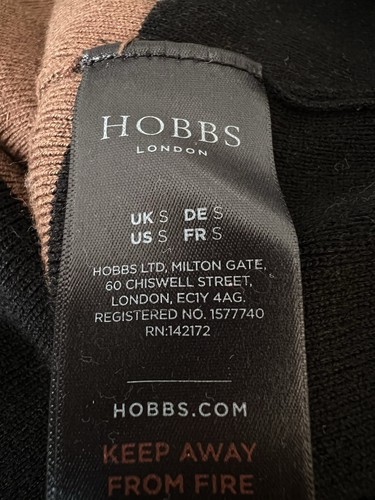 HOBBS
LONDON
UK S DE S
US S FR S
HOBBS LTD, MILTON GATE,
60 CHISWELL STREET,
LONDON, EC1Y 4AG.
REGISTERED NO. 1577740
RN:142172
HOBBS.COM
KEEP AWAY
FROM FIRE